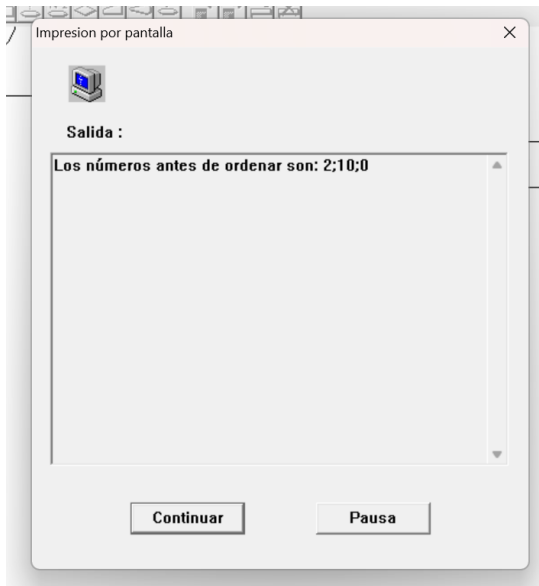 Impresion por pantalla
Salida :
Los números antes de ordenar son: 2;10;0
Continuar
Pausa